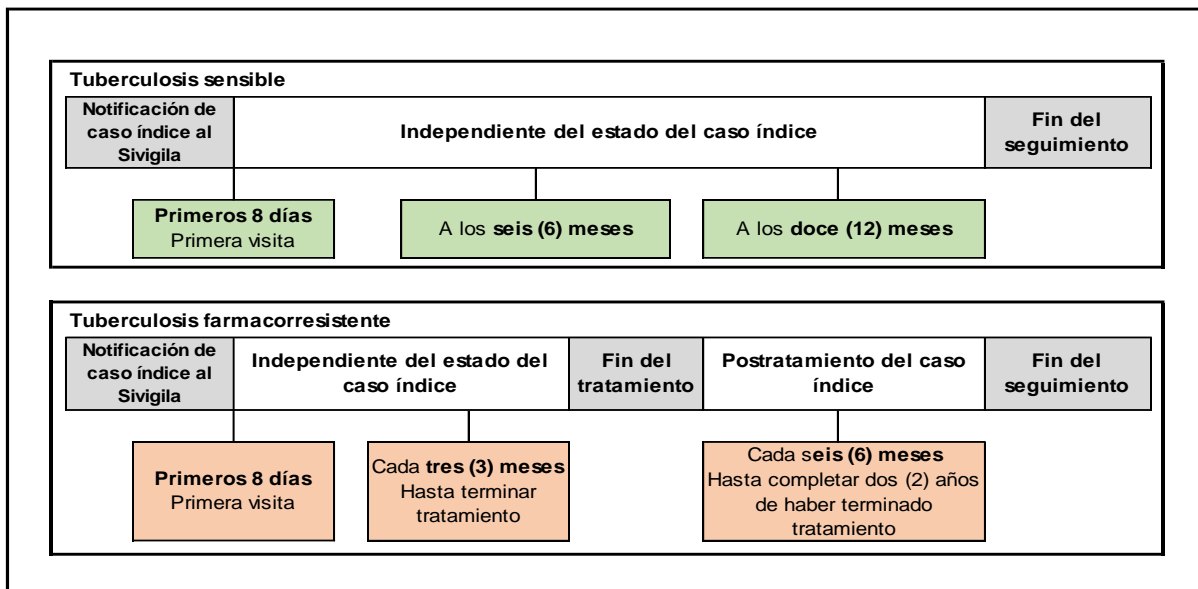 Tuberculosis sensible
Notificación de
caso índice al
Sivigila
Independiente del estado del caso índice
Fin del
seguimiento
Primeros 8 días
Primera visita
A los seis (6) meses
A los doce (12) meses
Tuberculosis farmacorresistente
Notificación de
caso índice al
Sivigila
Independiente del estado del
caso índice
Fin del
tratamiento
Postratamiento del caso
índice
Fin del
seguimiento
Primeros 8 días
Primera visita
Cada tres (3) meses
Hasta terminar
tratamiento
Cada seis (6) meses
Hasta completar dos (2) años
de haber terminado
tratamiento